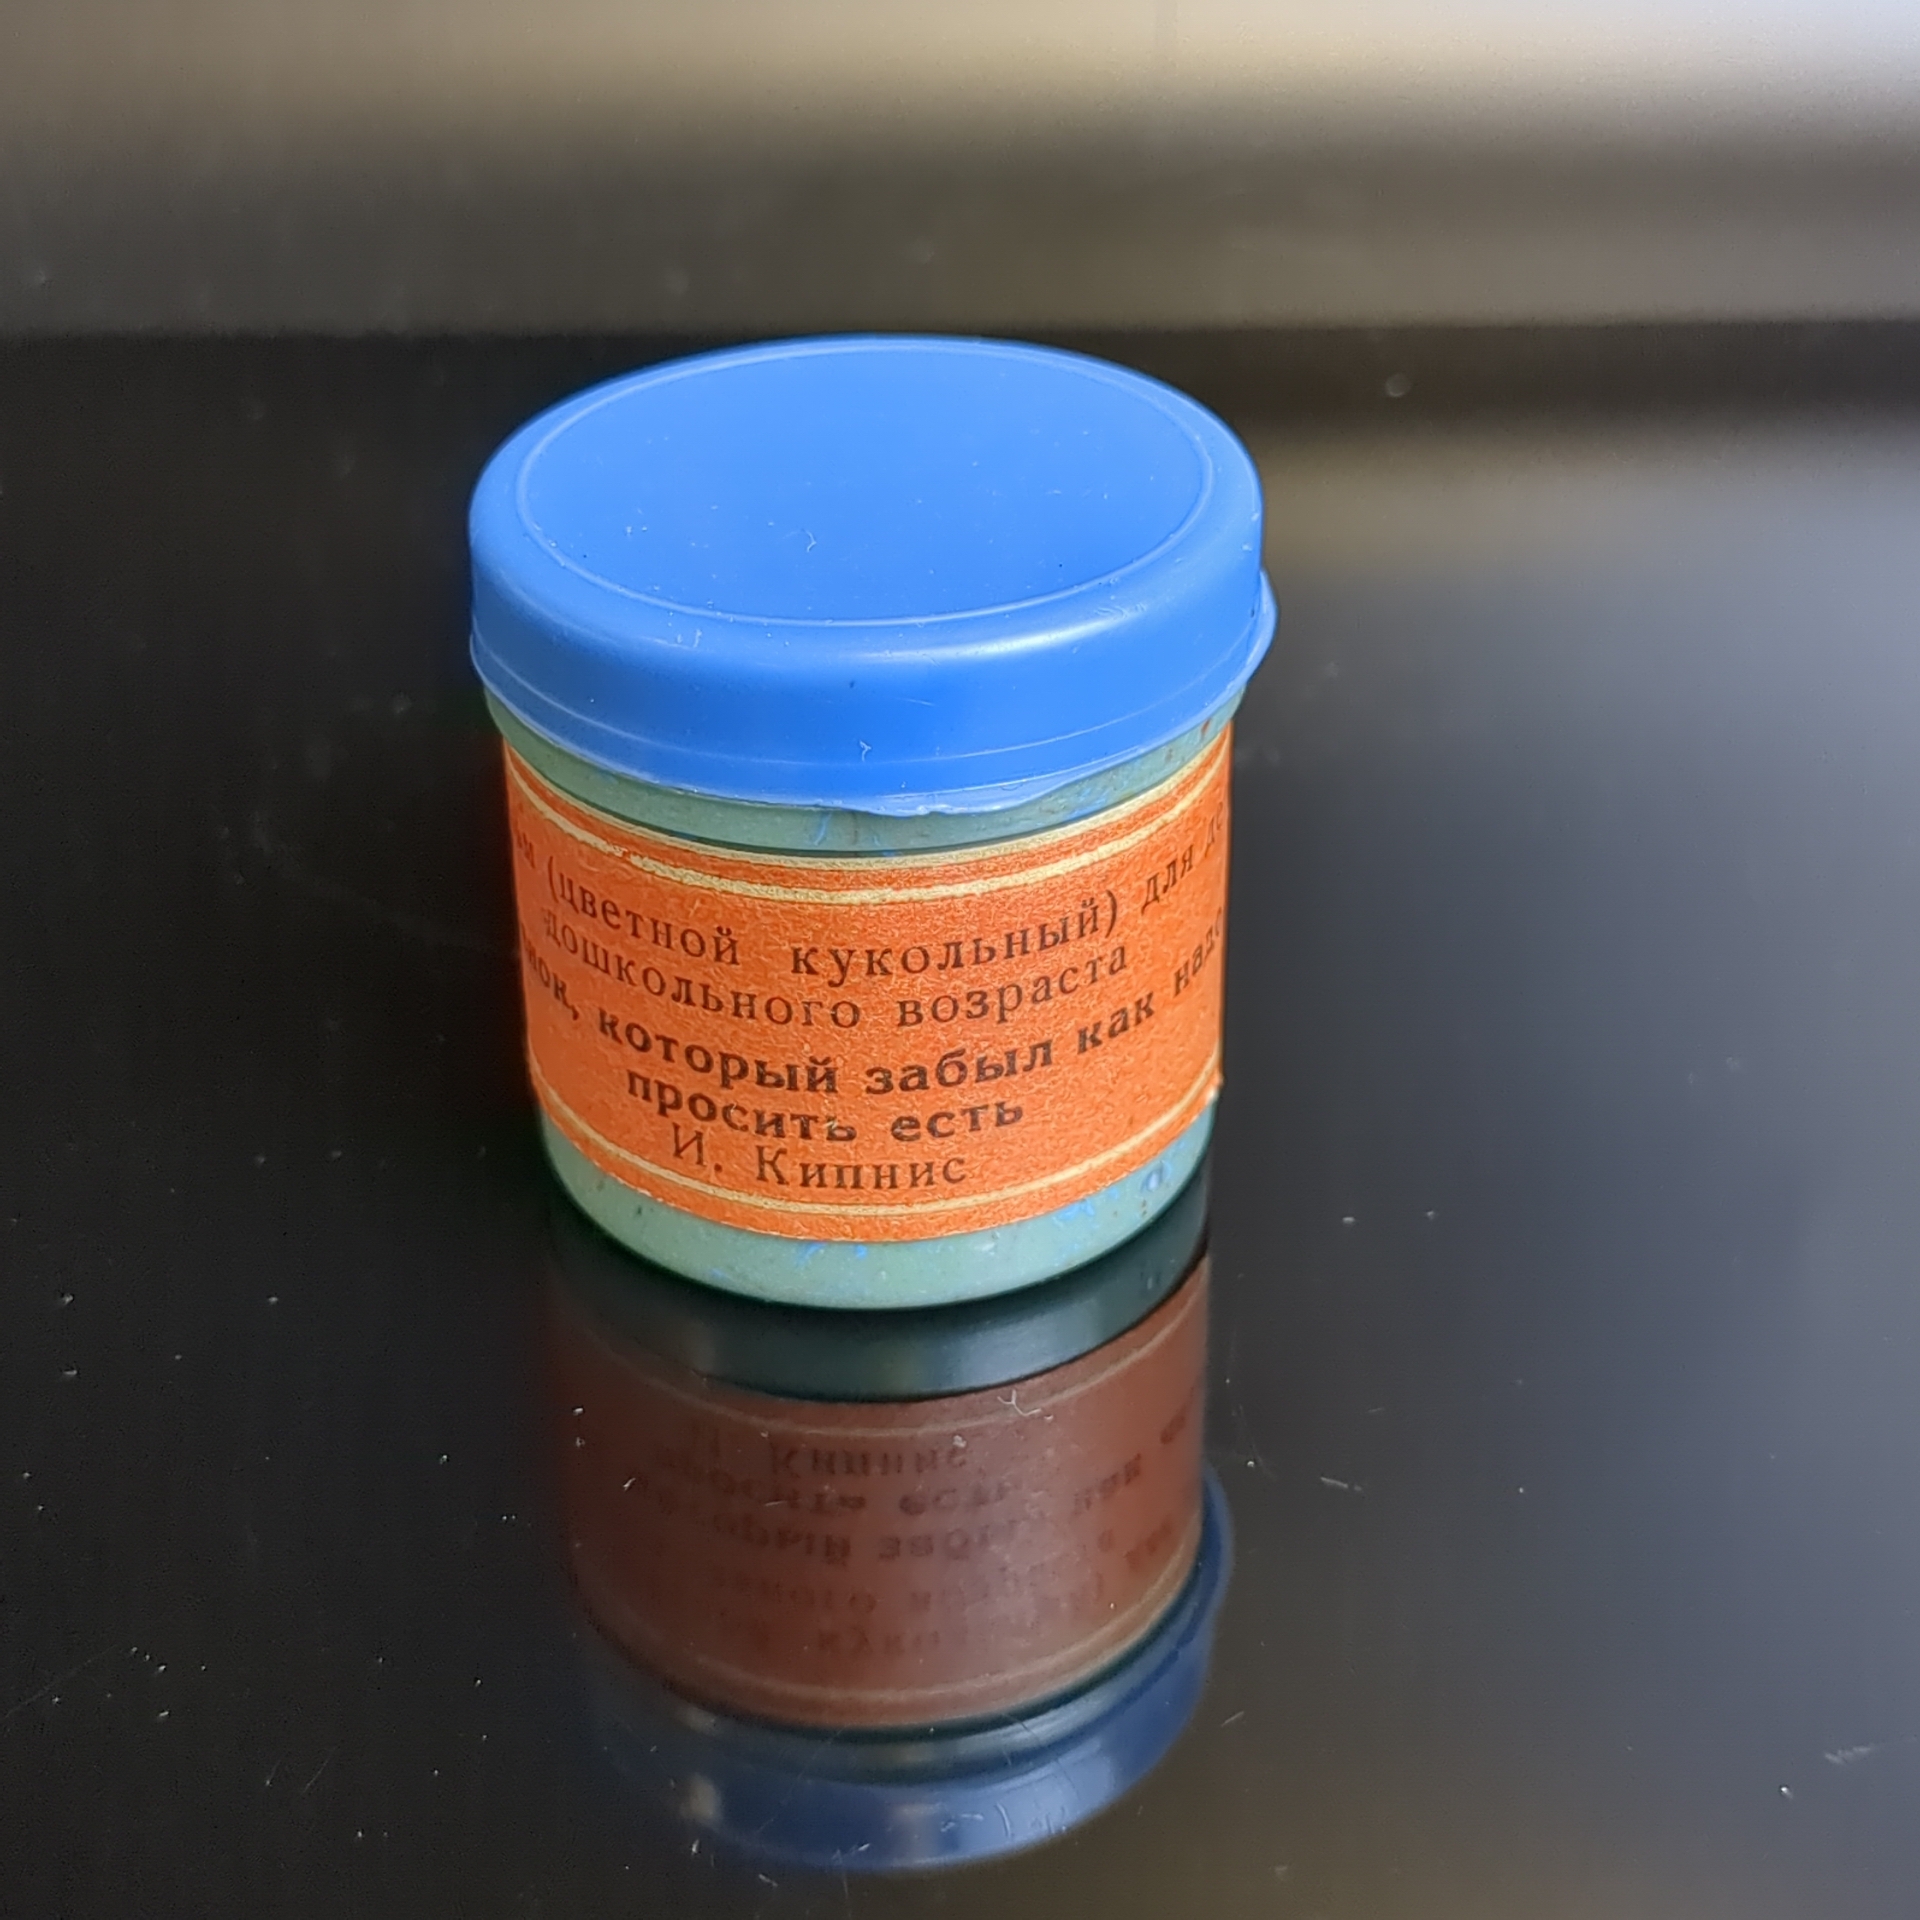 (цветной кукольный) для
дошкольного возраста
который забыл как
просить есть
И. Кипнис